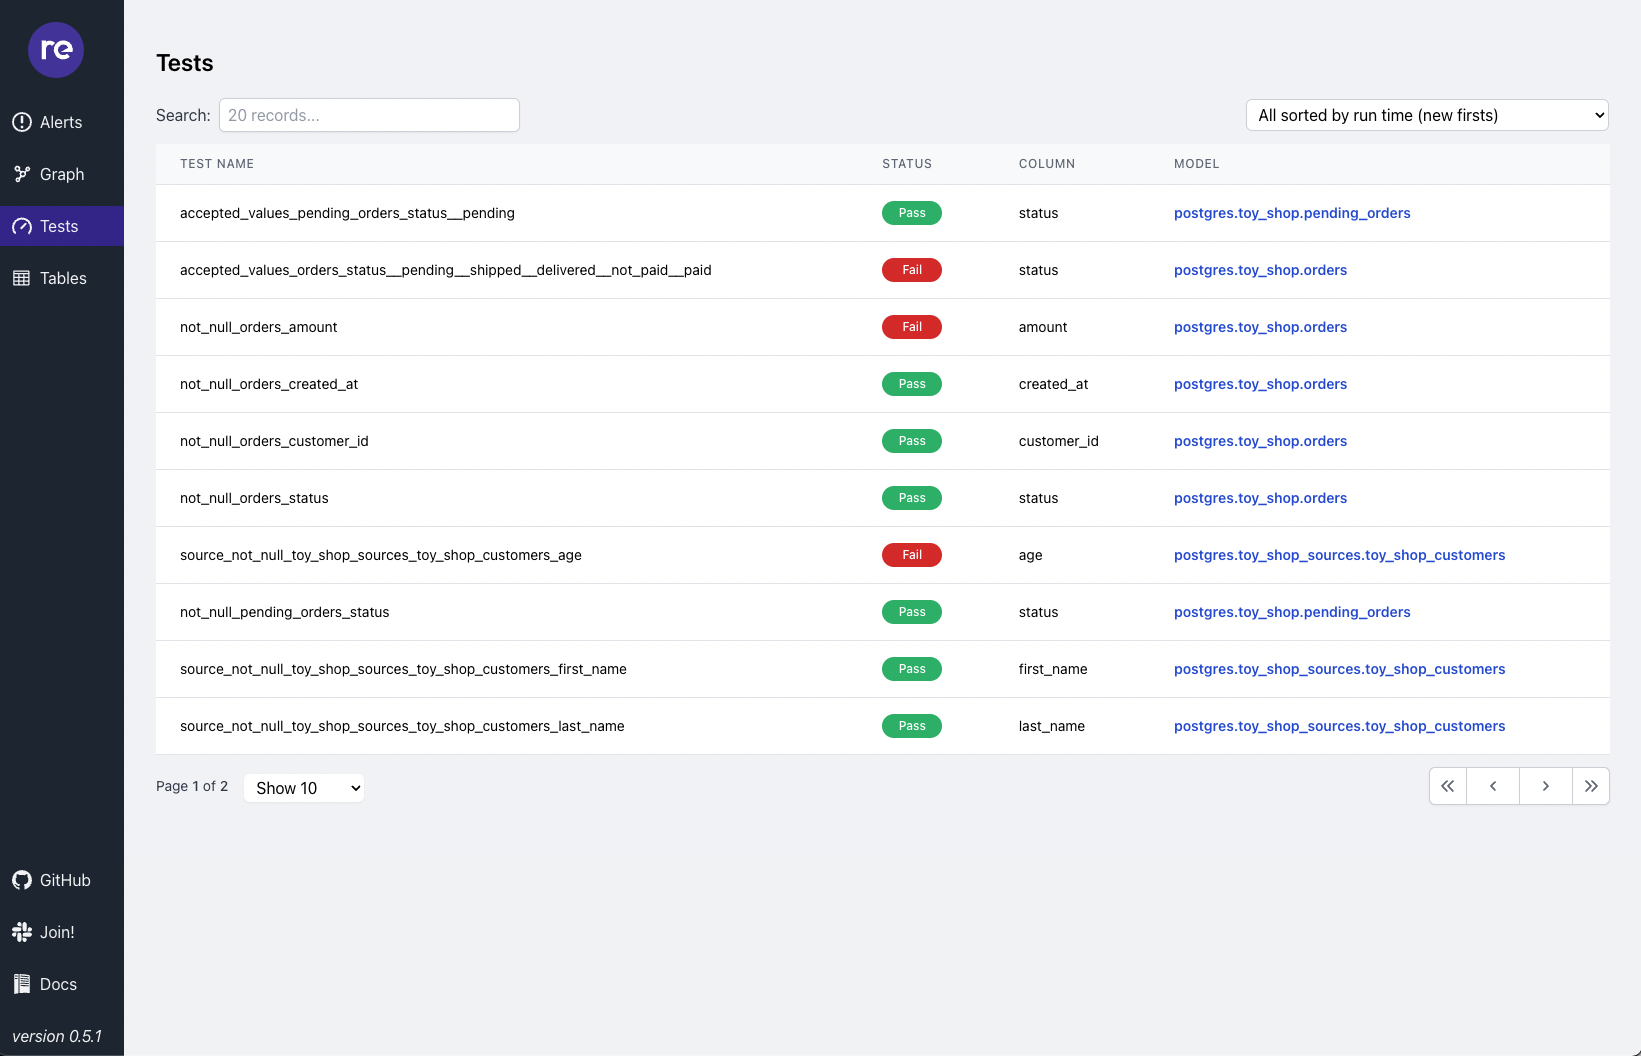 re
Alerts
Graph
Tests
Tables
GitHub
Join!
Docs
version 0.5.1
Tests
Search: 20 records...
All sorted by run time (new firsts)
TEST NAME STATUS COLUMN MODEL
accepted_values_pending_orders_status__pending Pass status postgres.toy_shop.pending_orders
accepted_values_orders_status__pending__shipped__delivered__not_paid__paid Fail status postgres.toy_shop.orders
not_null_orders_amount Fail amount postgres.toy_shop.orders
not_null_orders_created_at Pass created_at postgres.toy_shop.orders
not_null_orders_customer_id Pass customer_id postgres.toy_shop.orders
not_null_orders_status Pass status postgres.toy_shop.orders
source_not_null_toy_shop_sources_toy_shop_customers_age Fail age postgres.toy_shop_sources.toy_shop_customers
not_null_pending_orders_status Pass status postgres.toy_shop.pending_orders
source_not_null_toy_shop_sources_toy_shop_customers_first_name Pass first_name postgres.toy_shop_sources.toy_shop_customers
source_not_null_toy_shop_sources_toy_shop_customers_last_name Pass last_name postgres.toy_shop_sources.toy_shop_customers
Page 1 of 2 Show 10